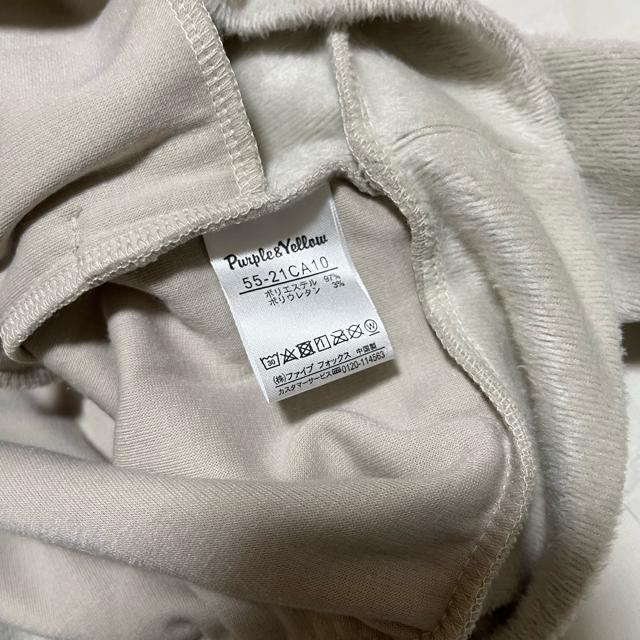 Purple&Yellow
55-21CA10
ポリエステル 97%
ポリウレタン 3%
(株)ファイブ フォックス 中国製
カスタマーサービス 0120-114563